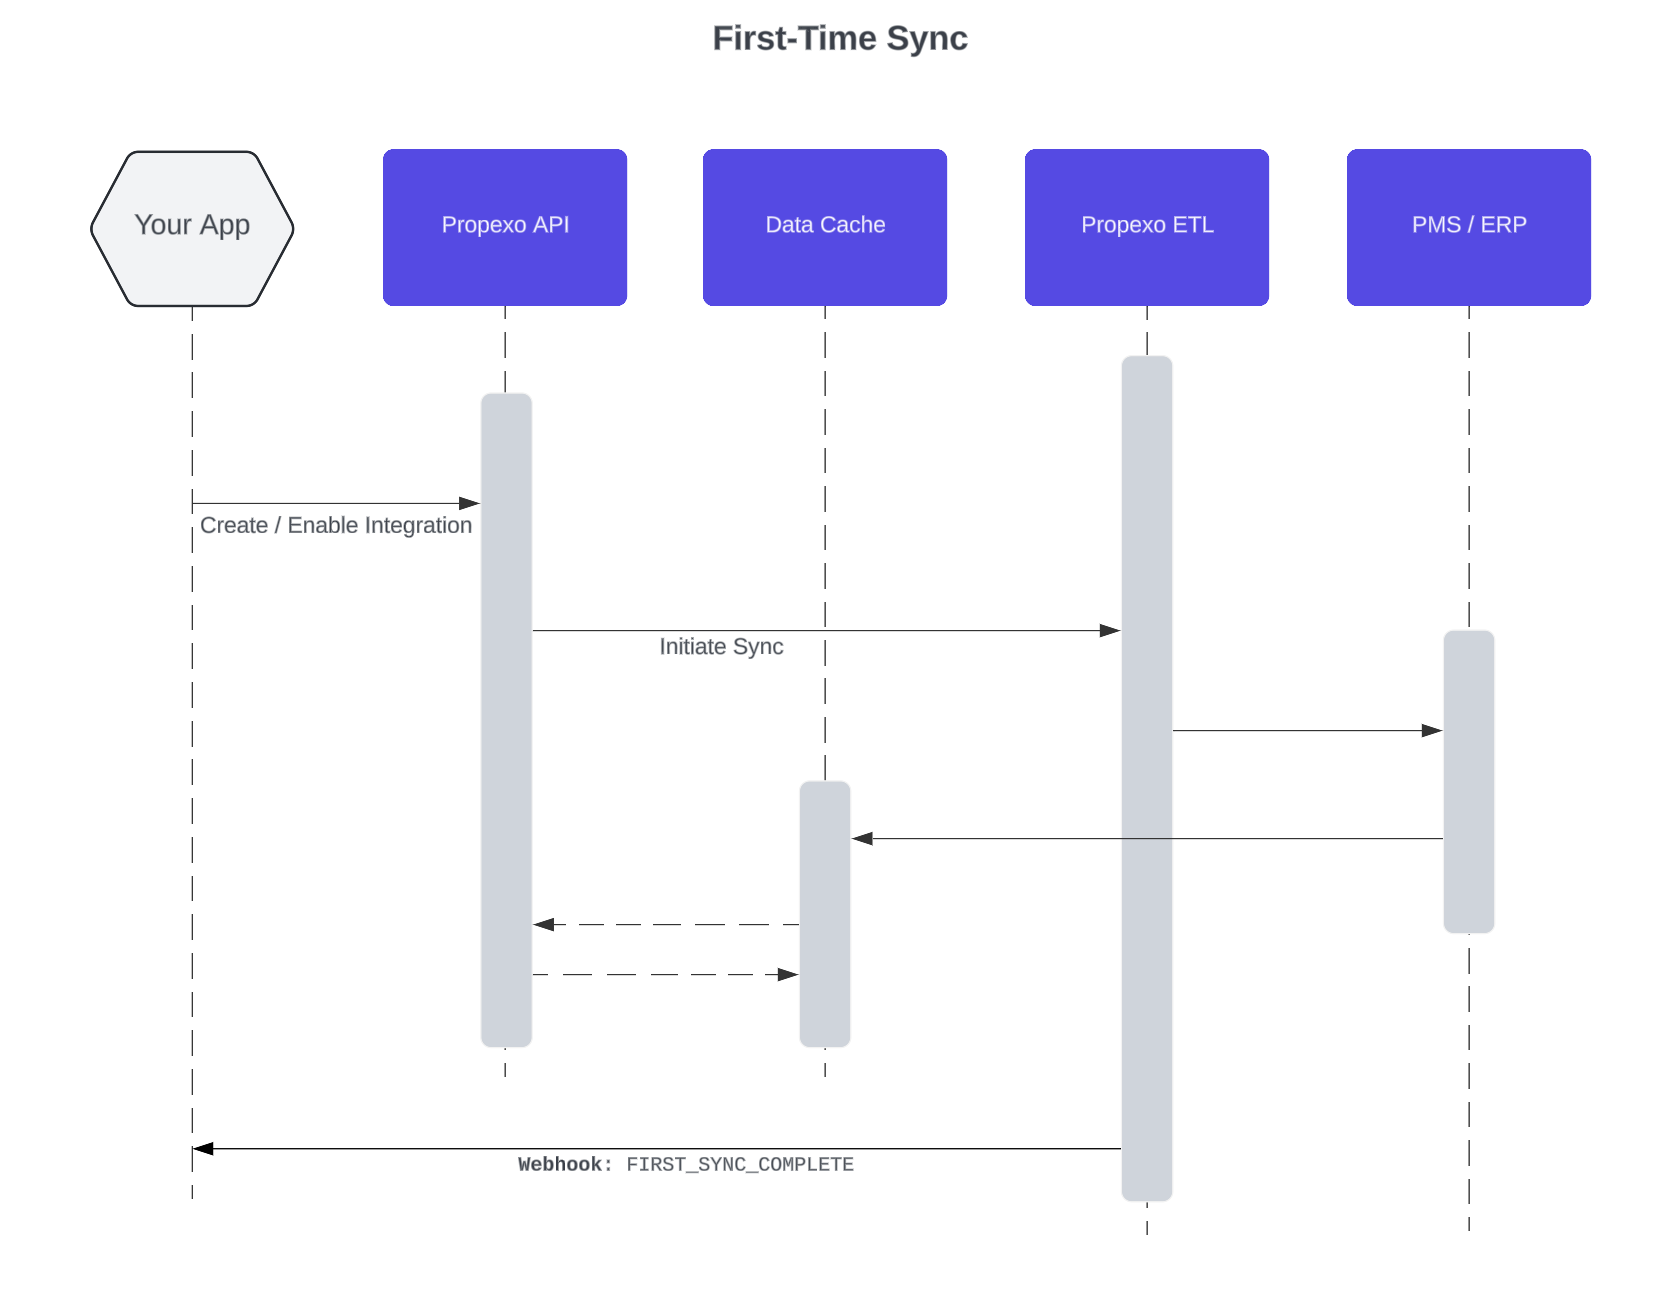 First-Time Sync
Your App
Propexo API
Data Cache
Propexo ETL
PMS / ERP
Create / Enable Integration
Initiate Sync
Webhook: FIRST_SYNC_COMPLETE